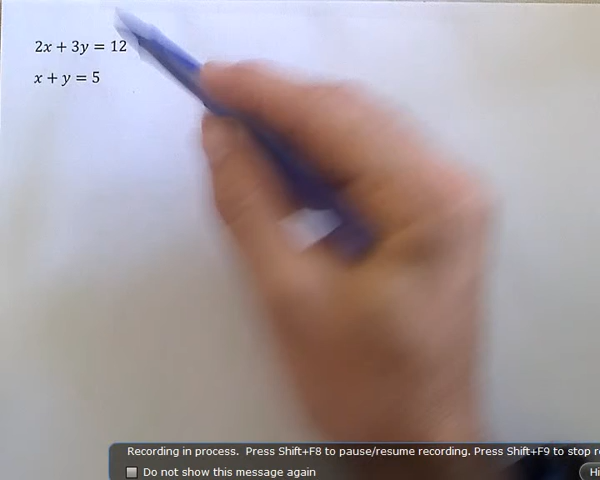 2x + 3y = 12
x + y = 5
Recording in process. Press Shift+F8 to pause/resume recording. Press Shift+F9 to stop
Do not show this message again